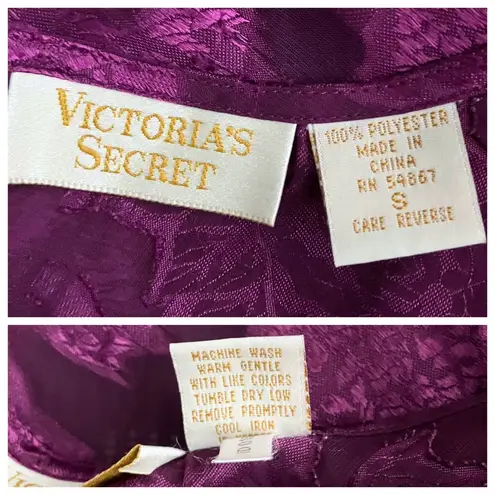 VICTORIA'S
SECRET
100% POLYESTER
MADE IN
CHINA
RN 54867
S
CARE REVERSE
MACHINE WASH
WARM GENTLE
WITH LIKE COLORS
TUMBLE DRY LOW
REMOVE PROMPTLY
COOL IRON